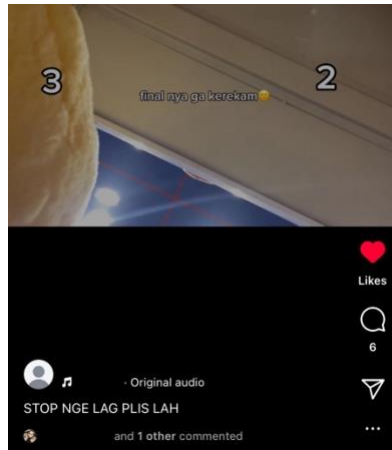 3
2
final nya ga kerekam
Likes
6
· Original audio
STOP NGE LAG PLIS LAH
and 1 other commented